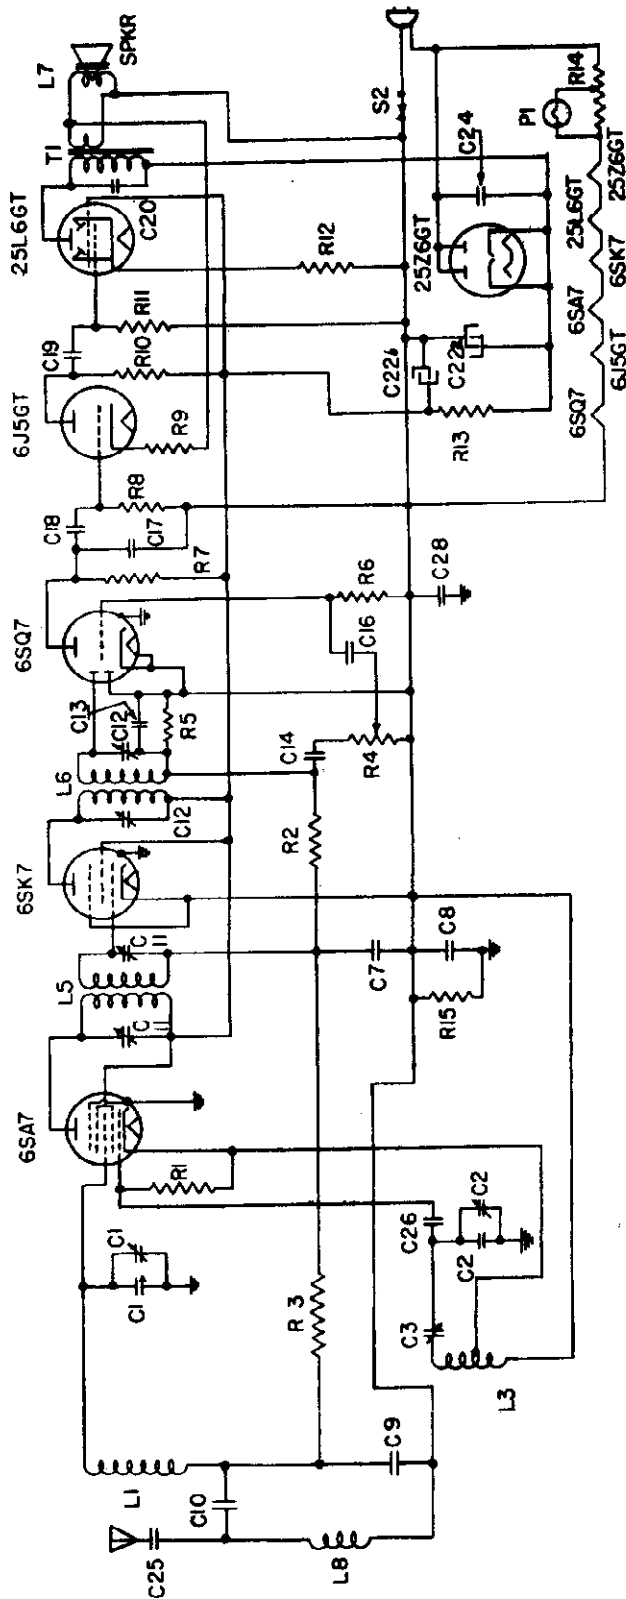 6SA7
L5
6SK7
L6
6SQ7
6J5GT
25L6GT
T1
L7
SPKR
C1
C1
R1
C11
C11
C12
C12
C13
R5
R7
C18
C17
R8
R9
C19
R10
R11
C20
R12
C25
L1
C10
L8
R3
C9
R2
C14
R4
C16
R6
C28
C7
C8
R15
C3
C26
C2
C2
L3
C22b
C22
R13
25Z6GT
C24
S2
P1
R14
6SQ7
6J5GT
6SA7
6SK7
25L6GT
25Z6GT